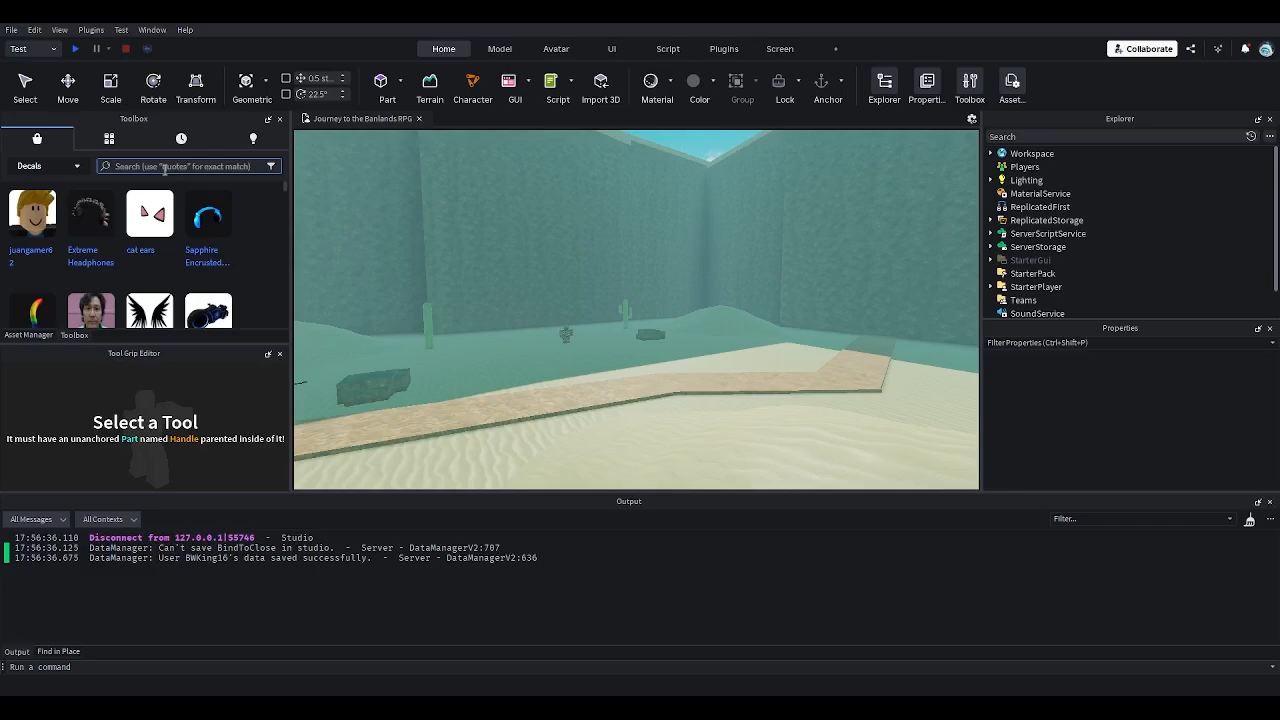 File Edit View Plugins Test Window Help
Test Home Model Avatar UI Script Plugins Screen Collaborate
Select Move Scale Rotate Transform Geometric 0.5 st... 22.5° Part Terrain Character GUI Script Import 3D Material Color Group Lock Anchor Explorer Properti... Toolbox Asset...
Toolbox
Decals Search (use "quotes" for exact match)
juangamer6
2
Extreme
Headphones
cat ears
Sapphire
Encrusted...
Asset Manager Toolbox
Tool Grip Editor
Select a Tool
It must have an unanchored Part named Handle parented inside of it!
Journey to the Banlands RPG
Explorer
Search
Workspace
Players
Lighting
MaterialService
ReplicatedFirst
ReplicatedStorage
ServerScriptService
ServerStorage
StarterGui
StarterPack
StarterPlayer
Teams
SoundService
Properties
Filter Properties (Ctrl+Shift+P)
Output
All Messages All Contexts Filter...
17:56:36.110 Disconnect from 127.0.0.1|55746 - Studio
17:56:36.125 DataManager: Can't save BindToClose in studio. - Server - DataManagerV2:707
17:56:36.675 DataManager: User BWKing16's data saved successfully. - Server - DataManagerV2:636
Output Find in Place
Run a command